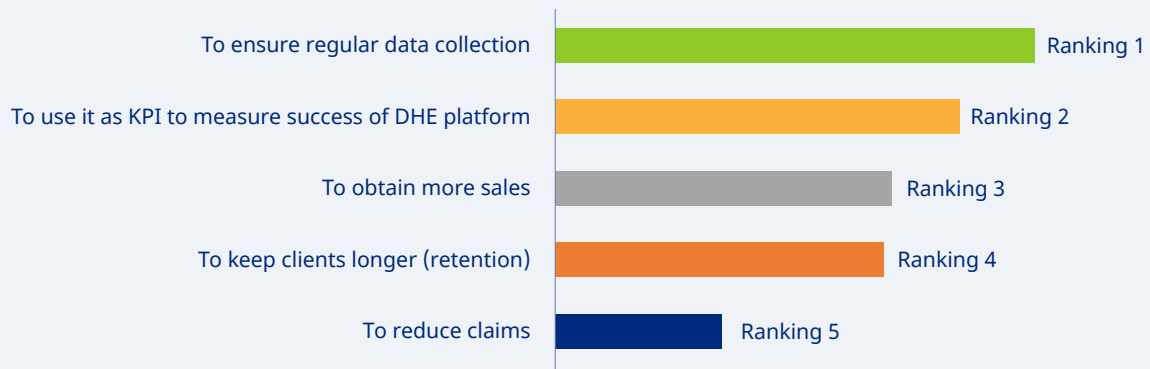 To ensure regular data collection Ranking 1
To use it as KPI to measure success of DHE platform Ranking 2
To obtain more sales Ranking 3
To keep clients longer (retention) Ranking 4
To reduce claims Ranking 5